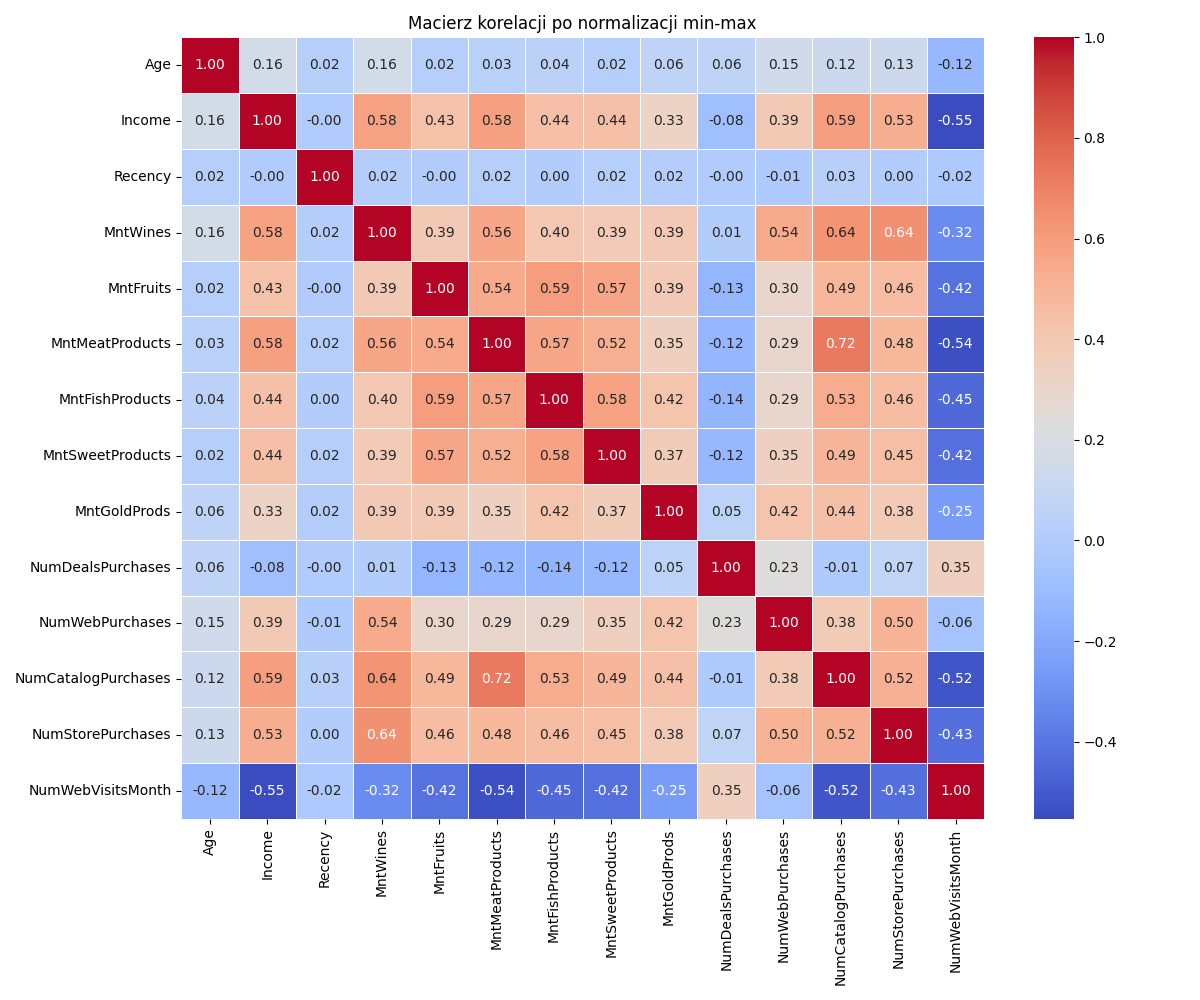 Macierz korelacji po normalizacji min-max
Age 1.00 0.16 0.02 0.16 0.02 0.03 0.04 0.02 0.06 0.06 0.15 0.12 0.13 -0.12
Income 0.16 1.00 -0.00 0.58 0.43 0.58 0.44 0.44 0.33 -0.08 0.39 0.59 0.53 -0.55
Recency 0.02 -0.00 1.00 0.02 -0.00 0.02 0.00 0.02 0.02 -0.00 -0.01 0.03 0.00 -0.02
MntWines 0.16 0.58 0.02 1.00 0.39 0.56 0.40 0.39 0.39 0.01 0.54 0.64 0.64 -0.32
MntFruits 0.02 0.43 -0.00 0.39 1.00 0.54 0.59 0.57 0.39 -0.13 0.30 0.49 0.46 -0.42
MntMeatProducts 0.03 0.58 0.02 0.56 0.54 1.00 0.57 0.52 0.35 -0.12 0.29 0.72 0.48 -0.54
MntFishProducts 0.04 0.44 0.00 0.40 0.59 0.57 1.00 0.58 0.42 -0.14 0.29 0.53 0.46 -0.45
MntSweetProducts 0.02 0.44 0.02 0.39 0.57 0.52 0.58 1.00 0.37 -0.12 0.35 0.49 0.45 -0.42
MntGoldProds 0.06 0.33 0.02 0.39 0.39 0.35 0.42 0.37 1.00 0.05 0.42 0.44 0.38 -0.25
NumDealsPurchases 0.06 -0.08 -0.00 0.01 -0.13 -0.12 -0.14 -0.12 0.05 1.00 0.23 -0.01 0.07 0.35
NumWebPurchases 0.15 0.39 -0.01 0.54 0.30 0.29 0.29 0.35 0.42 0.23 1.00 0.38 0.50 -0.06
NumCatalogPurchases 0.12 0.59 0.03 0.64 0.49 0.72 0.53 0.49 0.44 -0.01 0.38 1.00 0.52 -0.52
NumStorePurchases 0.13 0.53 0.00 0.64 0.46 0.48 0.46 0.45 0.38 0.07 0.50 0.52 1.00 -0.43
NumWebVisitsMonth -0.12 -0.55 -0.02 -0.32 -0.42 -0.54 -0.45 -0.42 -0.25 0.35 -0.06 -0.52 -0.43 1.00
Age
Income
Recency
MntWines
MntFruits
MntMeatProducts
MntFishProducts
MntSweetProducts
MntGoldProds
NumDealsPurchases
NumWebPurchases
NumCatalogPurchases
NumStorePurchases
NumWebVisitsMonth
1.0
0.8
0.6
0.4
0.2
0.0
−0.2
−0.4